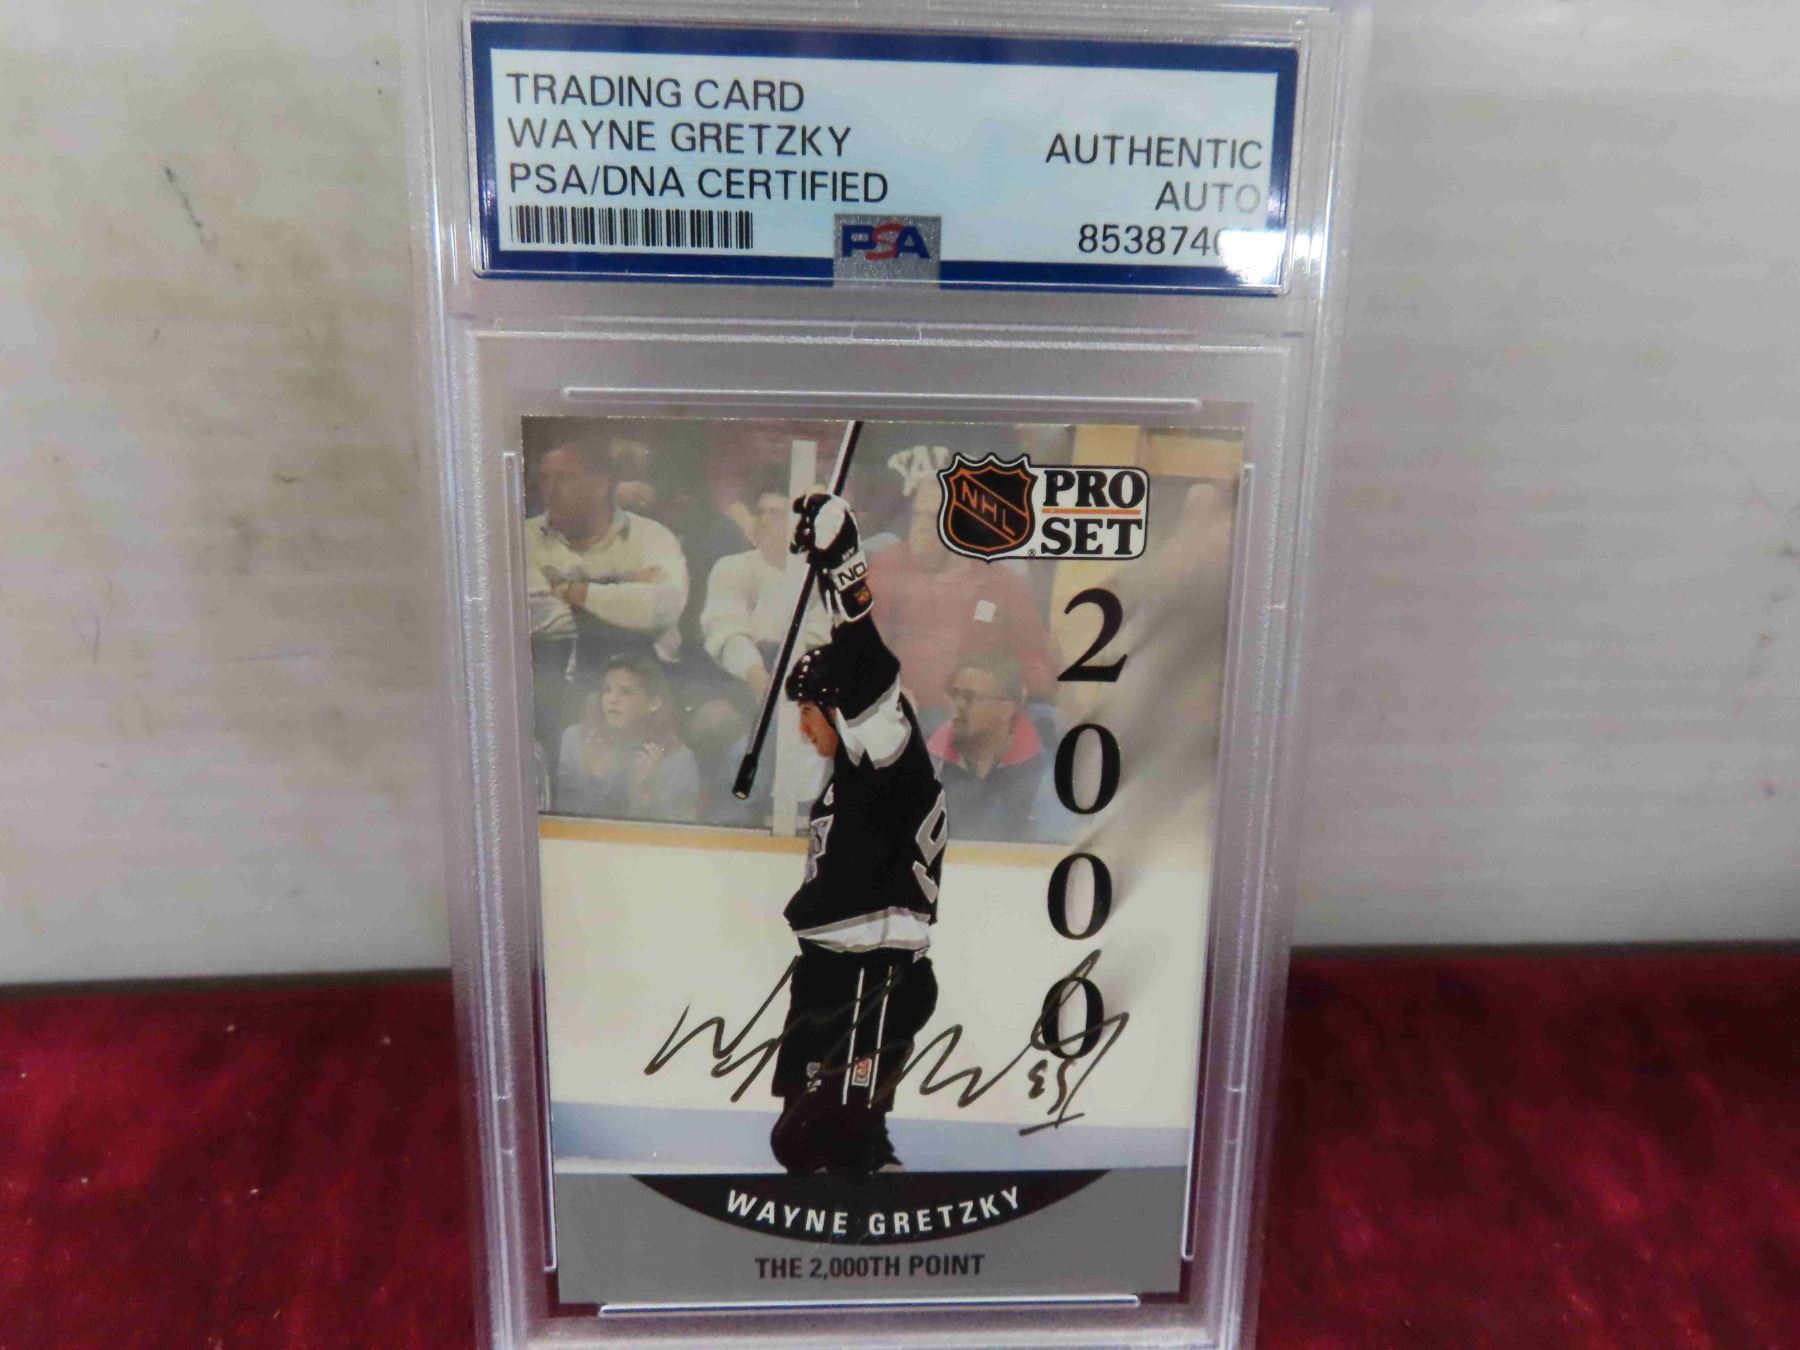 TRADING CARD
WAYNE GRETZKY
PSA/DNA CERTIFIED
AUTHENTIC
AUTO
PSA
YAL
NHL
PRO
SET
2
0
0
0
WAYNE GRETZKY
THE 2,000TH POINT